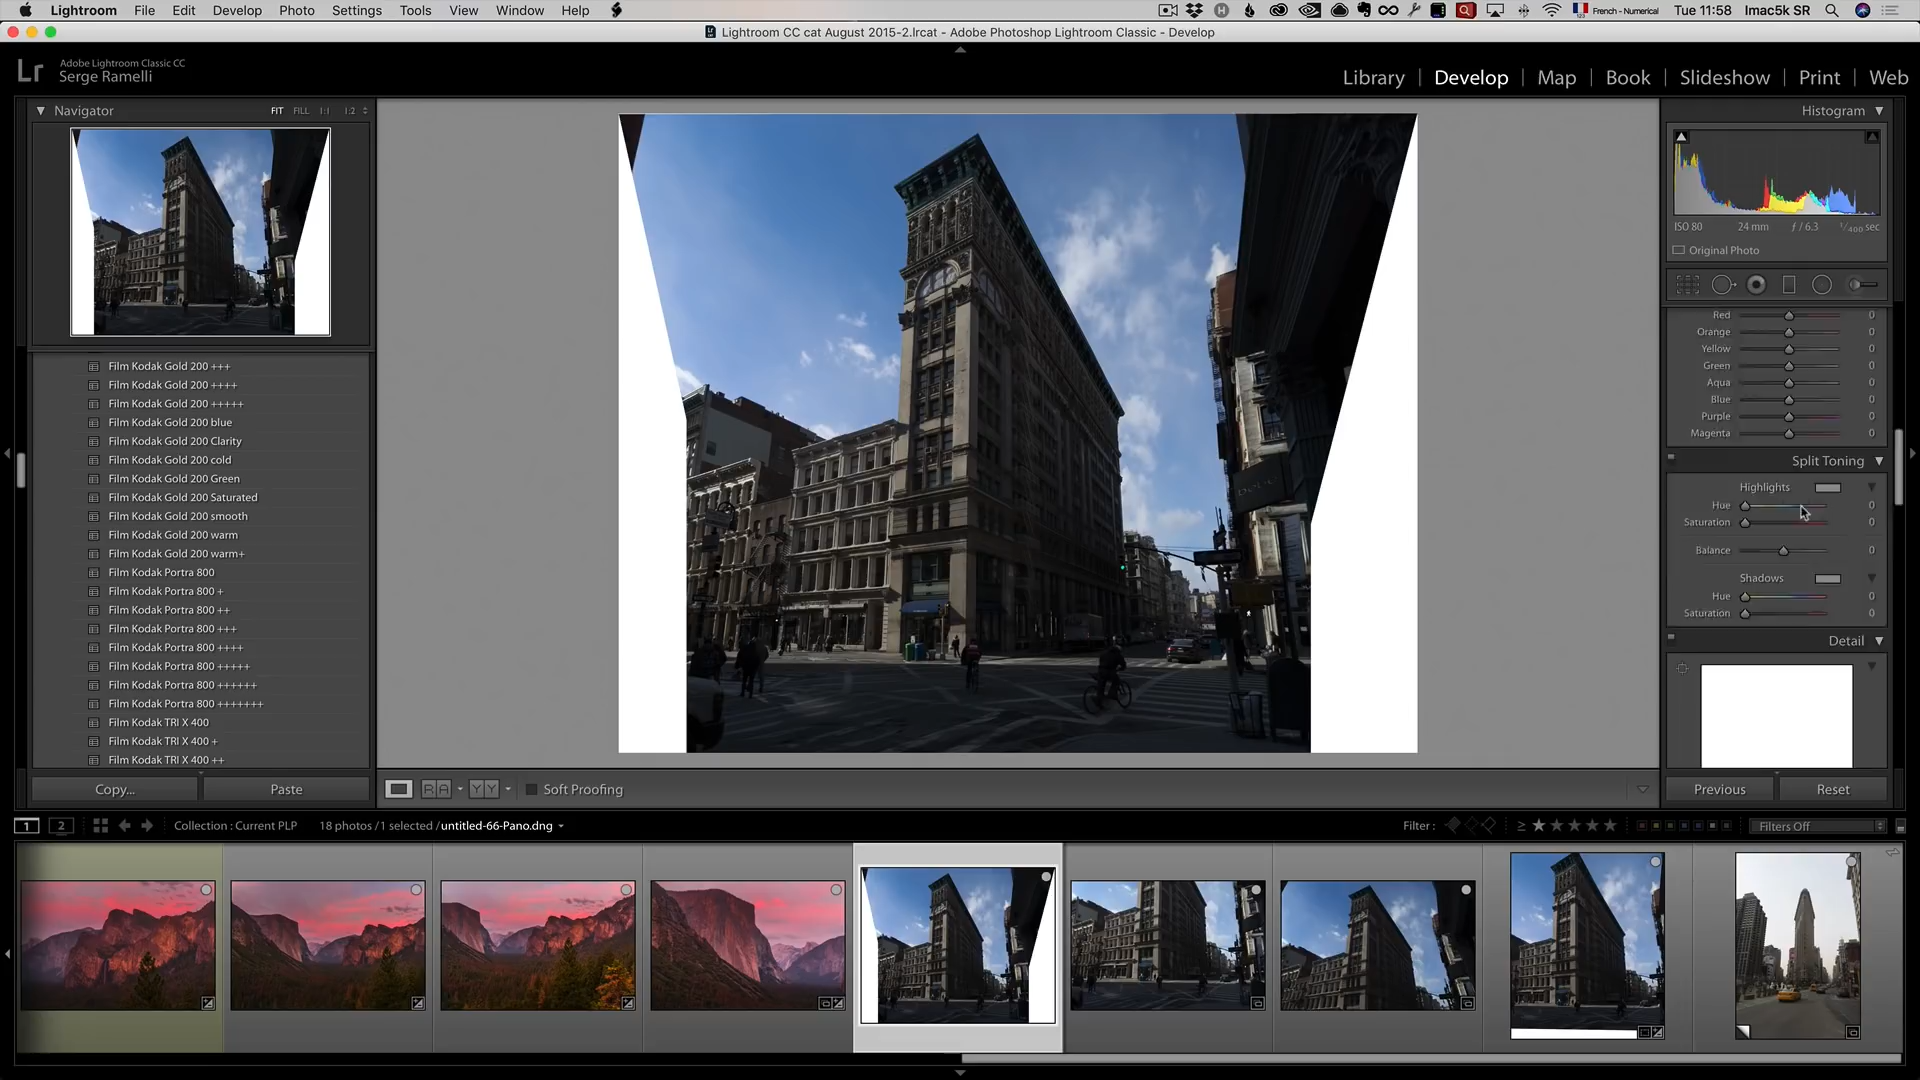 Lightroom File Edit Develop Photo Settings Tools View Window Help French - Numerical Tue 11:58 Imac5k SR
Lightroom CC cat August 2015-2.lrcat - Adobe Photoshop Lightroom Classic - Develop
Lr Adobe Lightroom Classic CC
Serge Ramelli
Library | Develop | Map | Book | Slideshow | Print | Web
Navigator FIT FILL 1:1 1:2
Histogram
ISO 80 24 mm ƒ / 6.3 1/400 sec
Original Photo
Red 0
Orange 0
Yellow 0
Green 0
Aqua 0
Blue 0
Purple 0
Magenta 0
Split Toning
Highlights
Hue 0
Saturation 0
Balance 0
Shadows
Hue 0
Saturation 0
Detail
Film Kodak Gold 200 +++
Film Kodak Gold 200 ++++
Film Kodak Gold 200 +++++
Film Kodak Gold 200 blue
Film Kodak Gold 200 Clarity
Film Kodak Gold 200 cold
Film Kodak Gold 200 Green
Film Kodak Gold 200 Saturated
Film Kodak Gold 200 smooth
Film Kodak Gold 200 warm
Film Kodak Gold 200 warm+
Film Kodak Portra 800
Film Kodak Portra 800 +
Film Kodak Portra 800 ++
Film Kodak Portra 800 +++
Film Kodak Portra 800 ++++
Film Kodak Portra 800 +++++
Film Kodak Portra 800 ++++++
Film Kodak Portra 800 +++++++
Film Kodak TRI X 400
Film Kodak TRI X 400 +
Film Kodak TRI X 400 ++
Copy... Paste
R A Y Y Soft Proofing
Previous Reset
1 2 Collection : Current PLP 18 photos / 1 selected / untitled-66-Pano.dng Filter : ≥ Filters Off